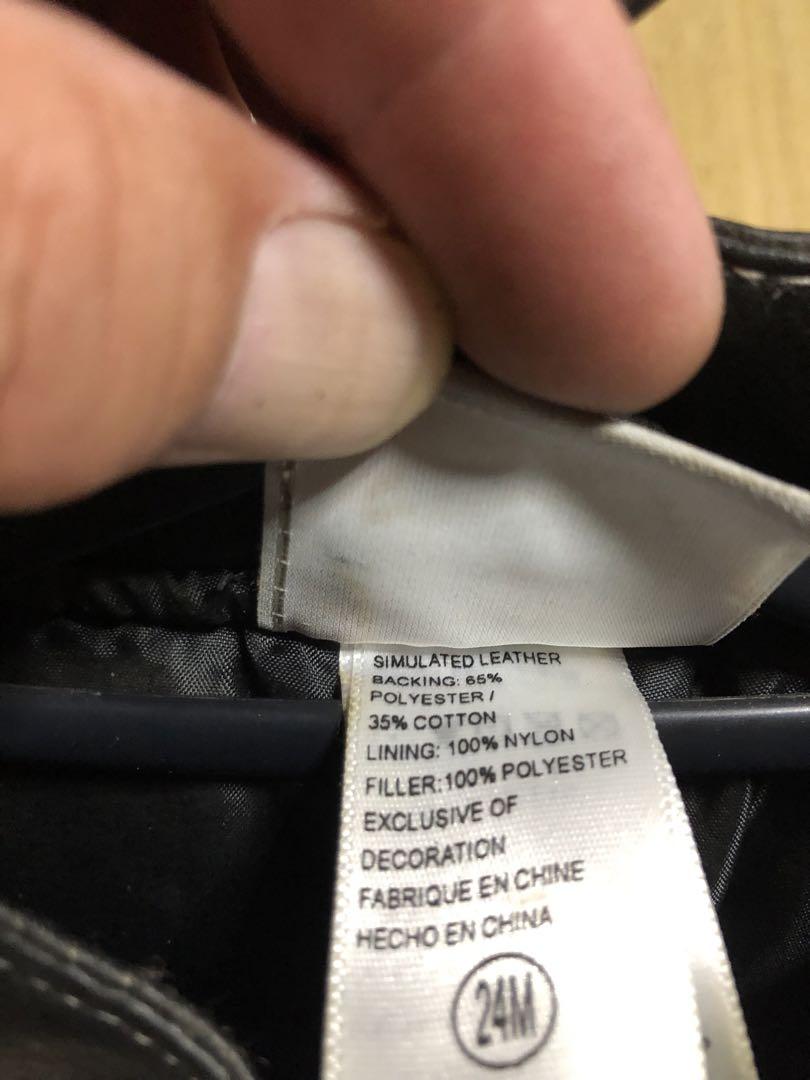 SIMULATED LEATHER
BACKING: 65%
POLYESTER /
35% COTTON
LINING: 100% NYLON
FILLER:100% POLYESTER
EXCLUSIVE OF
DECORATION
FABRIQUE EN CHINE
HECHO EN CHINA
24M